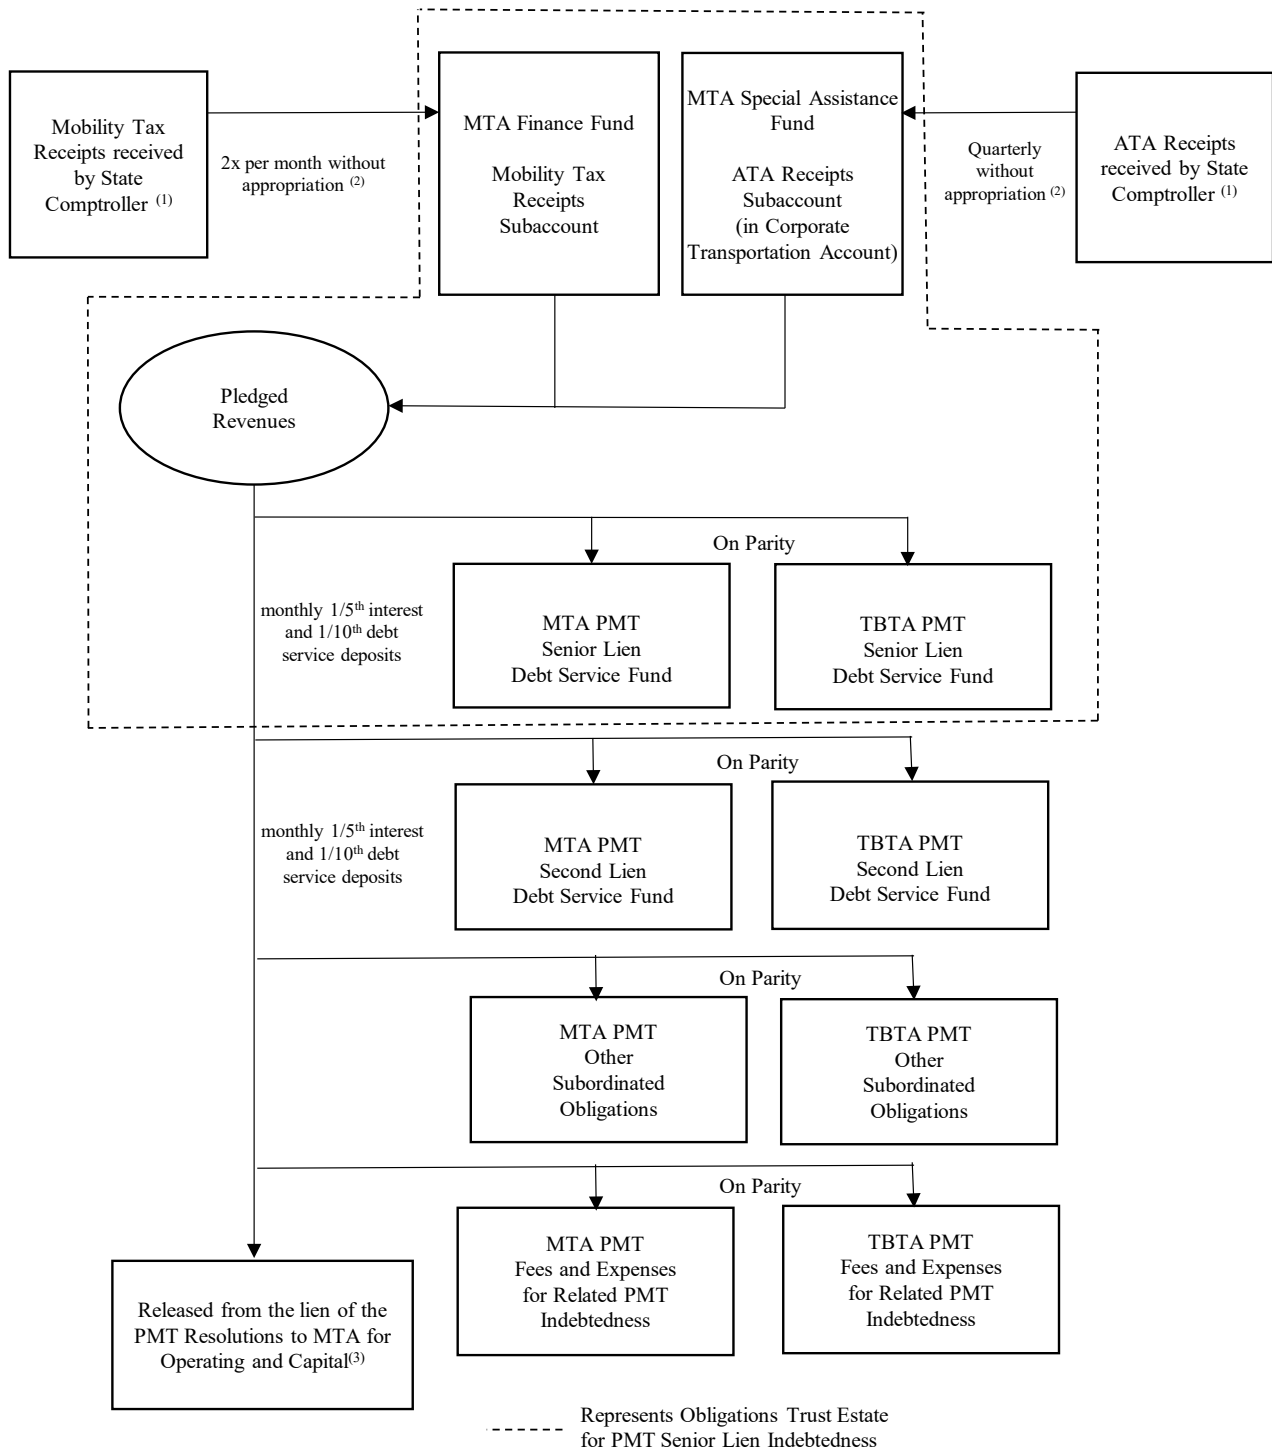 Mobility Tax
Receipts received
by State
Comptroller (1)
2x per month without
appropriation (2)
MTA Finance Fund
Mobility Tax
Receipts
Subaccount
MTA Special Assistance
Fund
ATA Receipts
Subaccount
(in Corporate
Transportation Account)
Quarterly
without
appropriation (2)
ATA Receipts
received by State
Comptroller (1)
Pledged
Revenues
On Parity
monthly 1/5th interest
and 1/10th debt
service deposits
MTA PMT
Senior Lien
Debt Service Fund
TBTA PMT
Senior Lien
Debt Service Fund
On Parity
monthly 1/5th interest
and 1/10th debt
service deposits
MTA PMT
Second Lien
Debt Service Fund
TBTA PMT
Second Lien
Debt Service Fund
On Parity
MTA PMT
Other
Subordinated
Obligations
TBTA PMT
Other
Subordinated
Obligations
On Parity
MTA PMT
Fees and Expenses
for Related PMT
Indebtedness
TBTA PMT
Fees and Expenses
for Related PMT
Indebtedness
Released from the lien of the
PMT Resolutions to MTA for
Operating and Capital(3)
Represents Obligations Trust Estate
for PMT Senior Lien Indebtedness